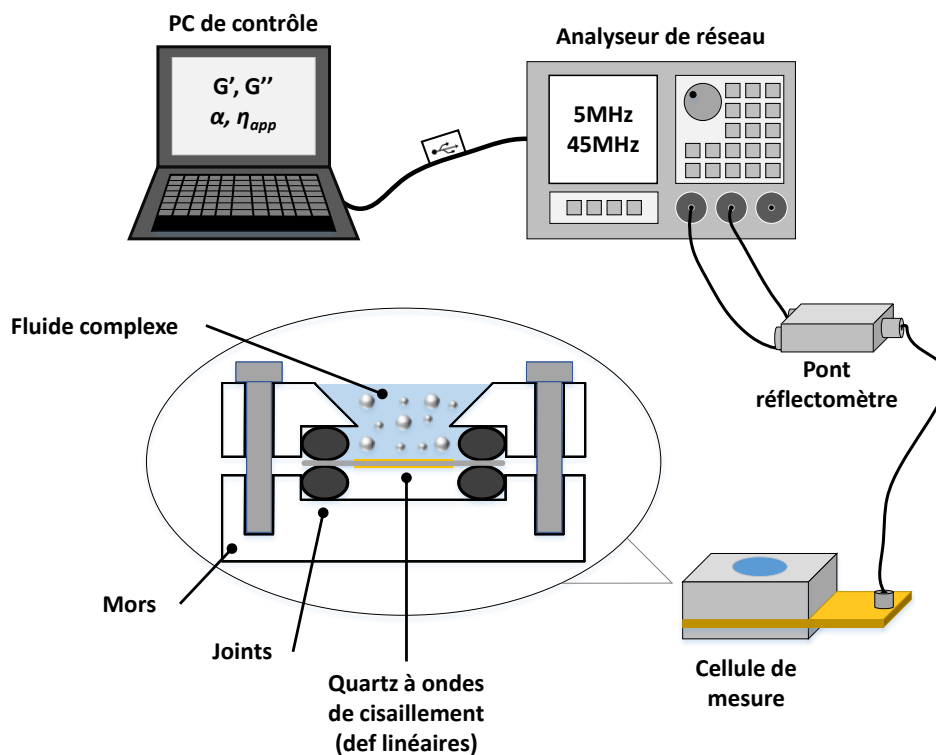 PC de contrôle
Analyseur de réseau
G’, G’’
α, ηapp
5MHz
45MHz
Fluide complexe
Pont
réflectomètre
Mors
Joints
Quartz à ondes
de cisaillement
(def linéaires)
Cellule de
mesure